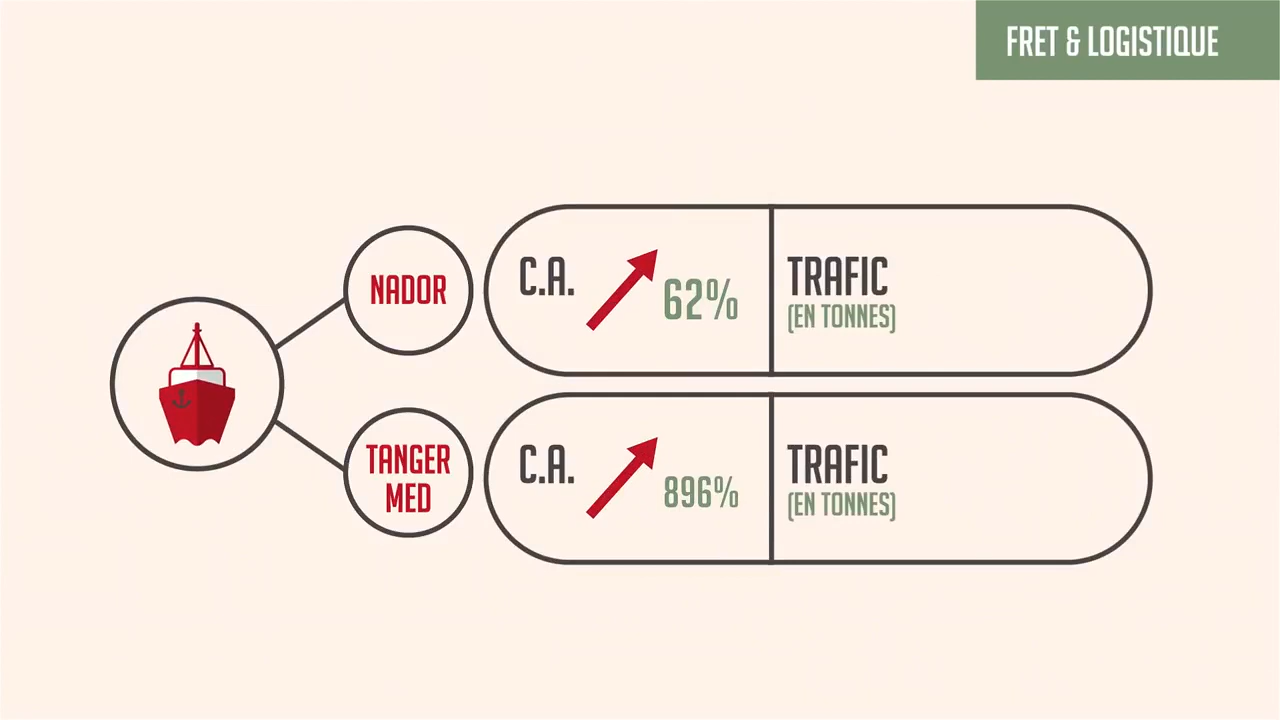 FRET & LOGISTIQUE
NADOR
C.A.
62%
TRAFIC
(EN TONNES)
TANGER
MED
C.A.
896%
TRAFIC
(EN TONNES)